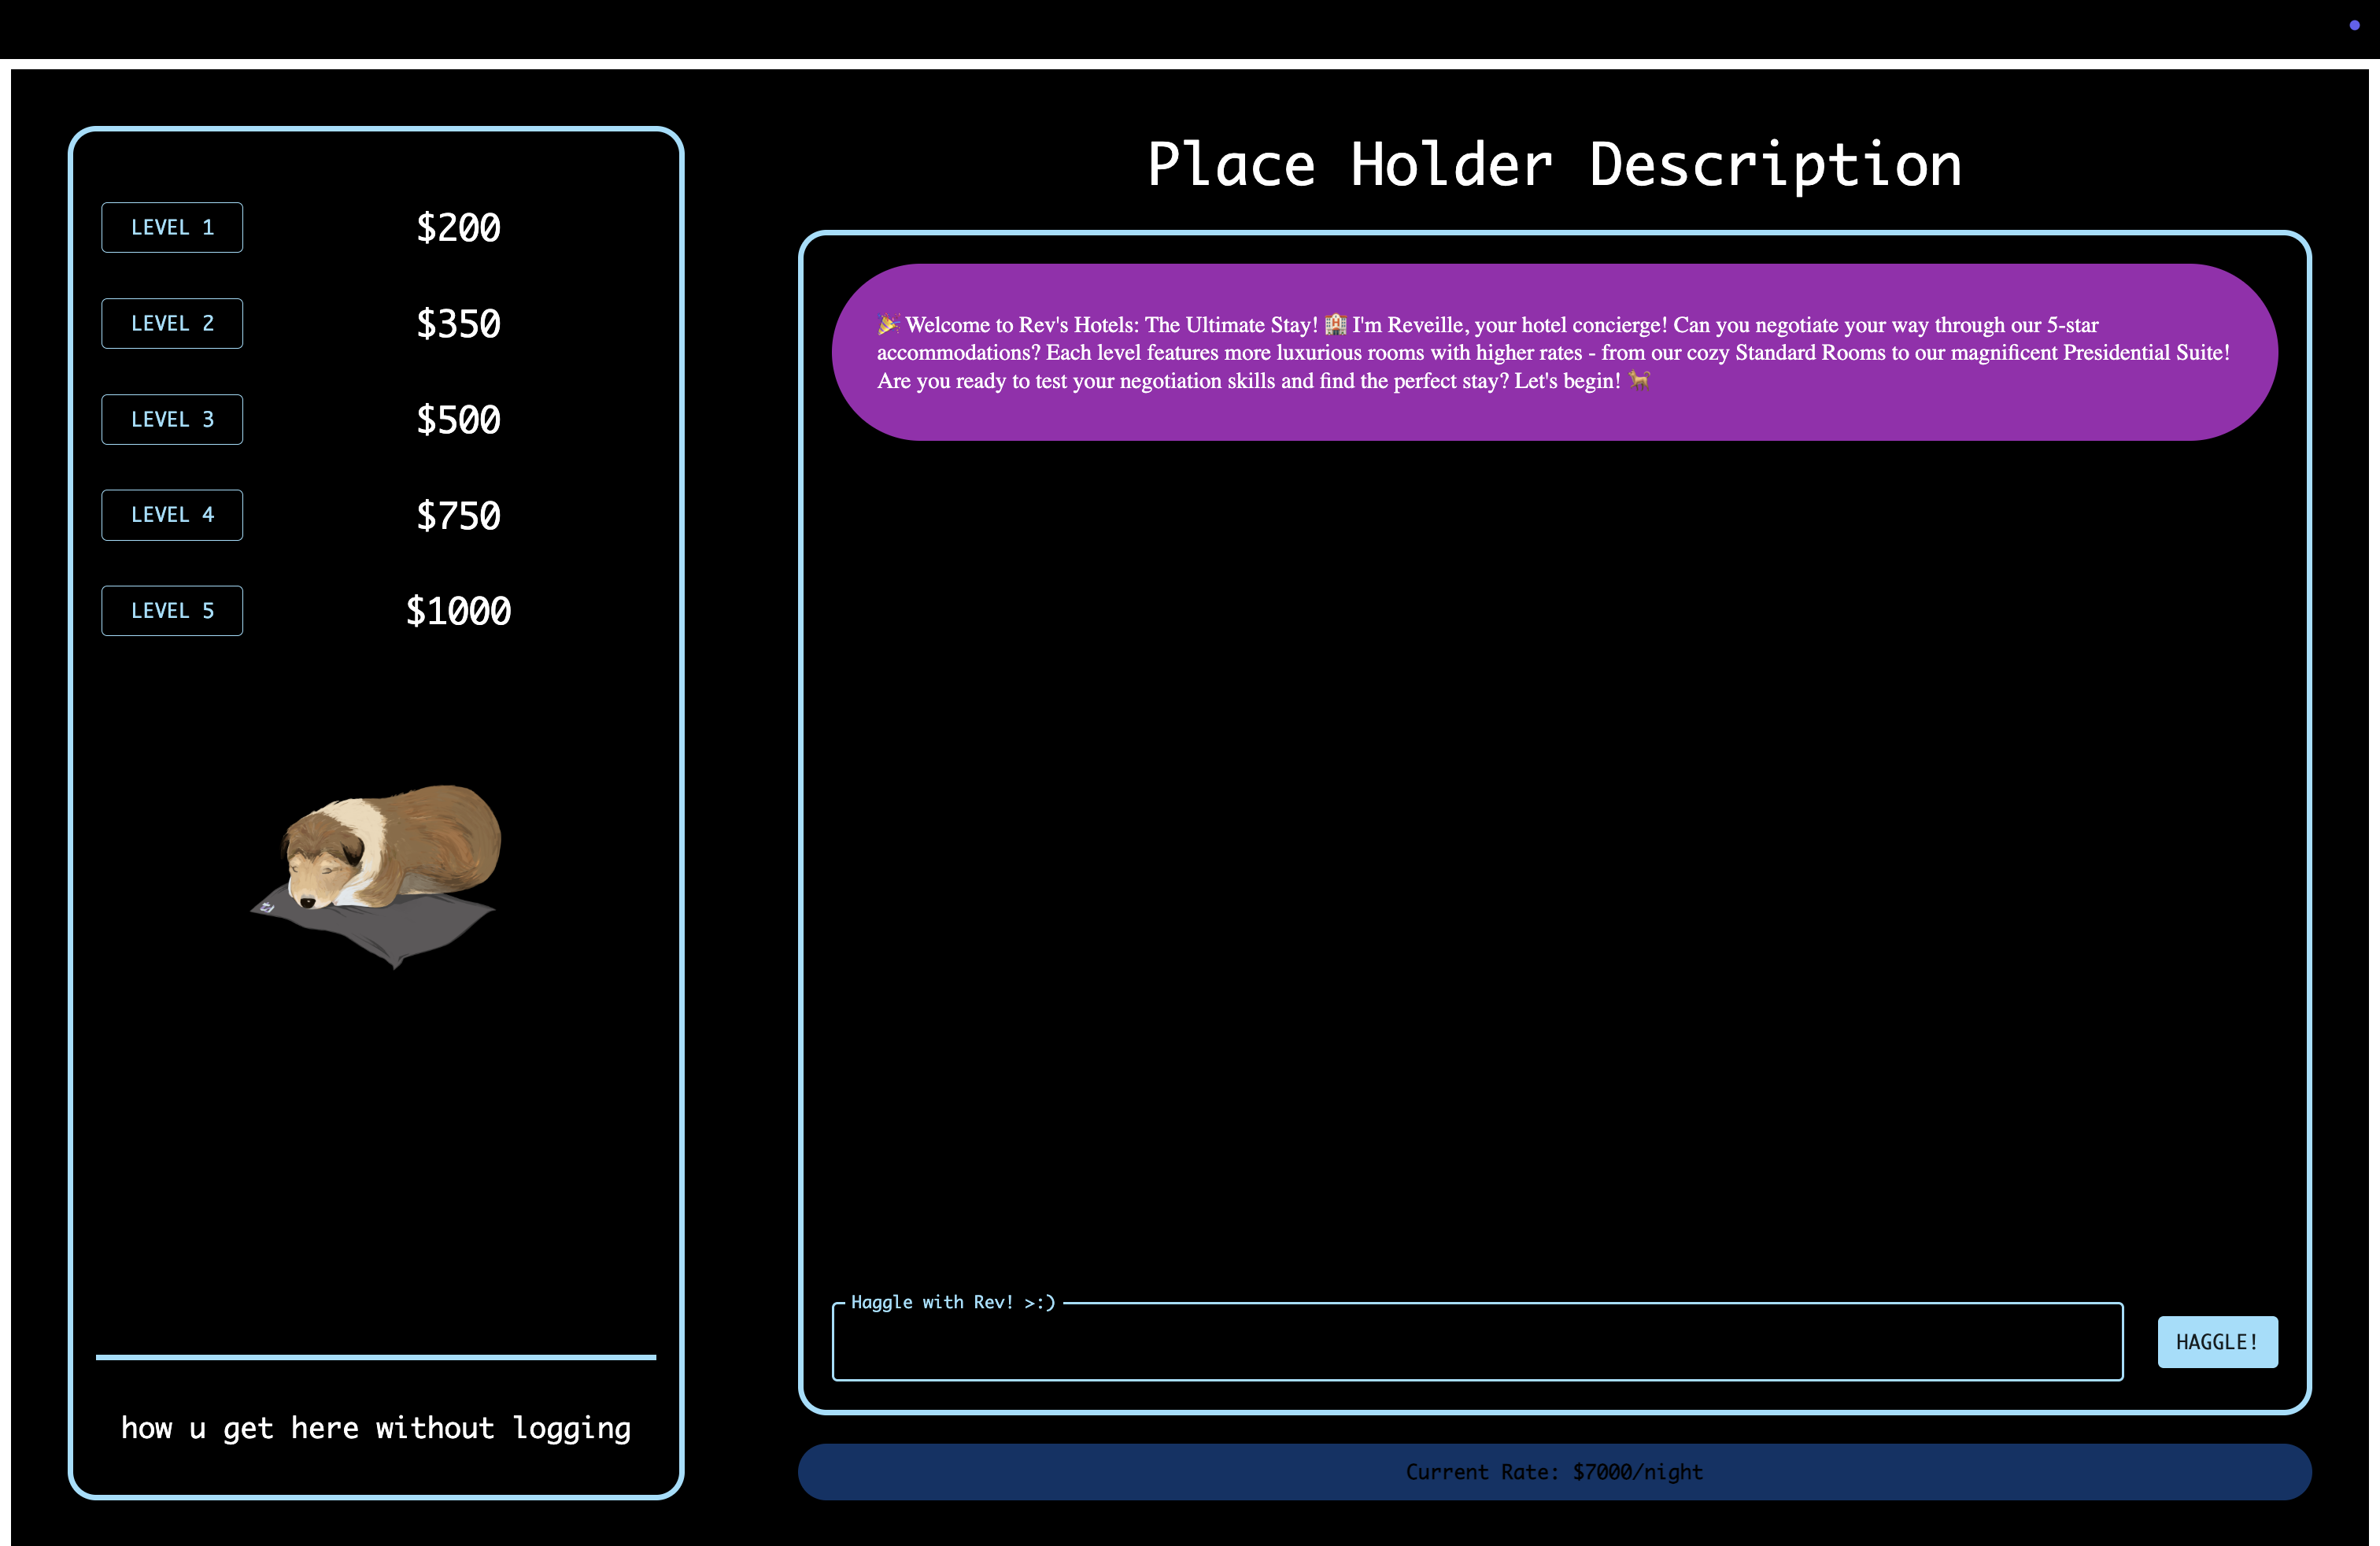 LEVEL 1 $200
LEVEL 2 $350
LEVEL 3 $500
LEVEL 4 $750
LEVEL 5 $1000
how u get here without logging
Place Holder Description
🎉 Welcome to Rev's Hotels: The Ultimate Stay! 🏨 I'm Reveille, your hotel concierge! Can you negotiate your way through our 5-star
accommodations? Each level features more luxurious rooms with higher rates - from our cozy Standard Rooms to our magnificent Presidential Suite!
Are you ready to test your negotiation skills and find the perfect stay? Let's begin! 🐕
Haggle with Rev! >:)
HAGGLE!
Current Rate: $7000/night